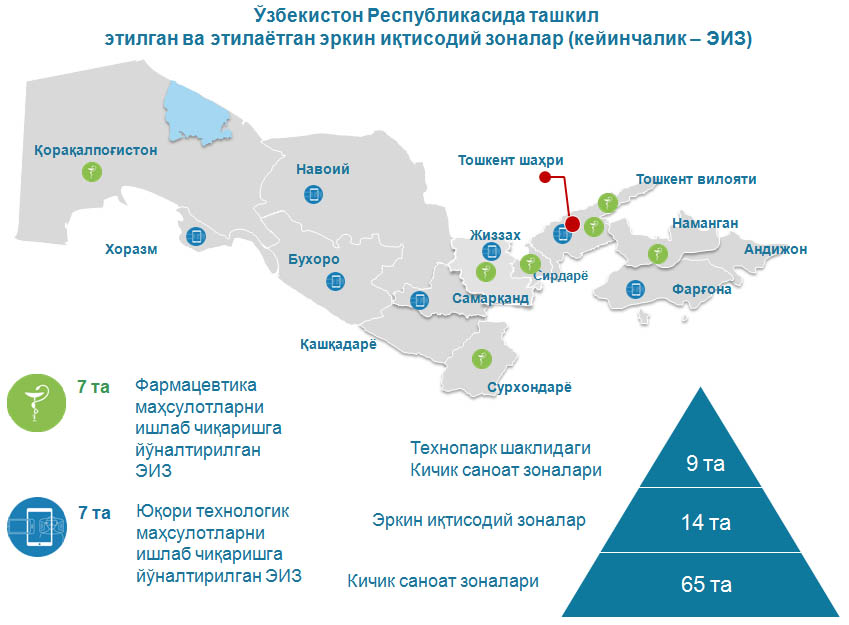 Ўзбекистон Республикасида ташкил
этилган ва этилаётган эркин иқтисодий зоналар (кейинчалик – ЭИЗ)
Қорақалпоғистон
Навоий
Тошкент шаҳри
Тошкент вилояти
Хоразм
Бухоро
Жиззах
Наманган
Андижон
Сирдарё
Самарқанд
Фарғона
Қашқадарё
Сурхондарё
7 та
Фармацевтика
маҳсулотларни
ишлаб чиқаришга
йўналтирилган
ЭИЗ
7 та
Юқори технологик
маҳсулотларни
ишлаб чиқаришга
йўналтирилган ЭИЗ
Технопарк шаклидаги
Кичик саноат зоналари
9 та
Эркин иқтисодий зоналар
14 та
Кичик саноат зоналари
65 та